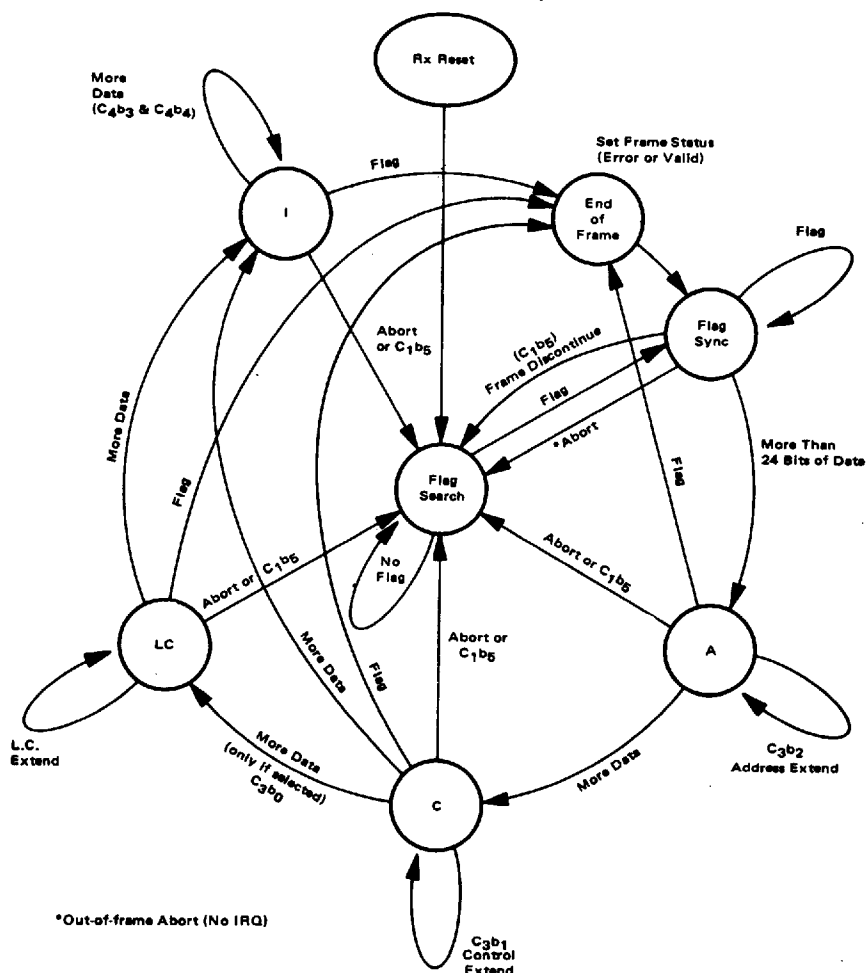 Rx Reset
More
Data
(C4b3 & C4b4)
Flag
Set Frame Status
(Error or Valid)
I
End
of
Frame
Flag
Flag
Sync
Abort
or C1b5
(C1b5)
Frame Discontinue
Flag
*Abort
More Data
Flag
Flag
More Than
24 Bits of Data
Flag
Search
No
Flag
Abort or C1b5
Abort or C1b5
Abort or
C1b5
LC
A
More Data
Flag
L.C.
Extend
More Data
(only if selected)
C3b0
More Data
C3b2
Address Extend
C
*Out-of-frame Abort (No IRQ)
C3b1
Control
Extend